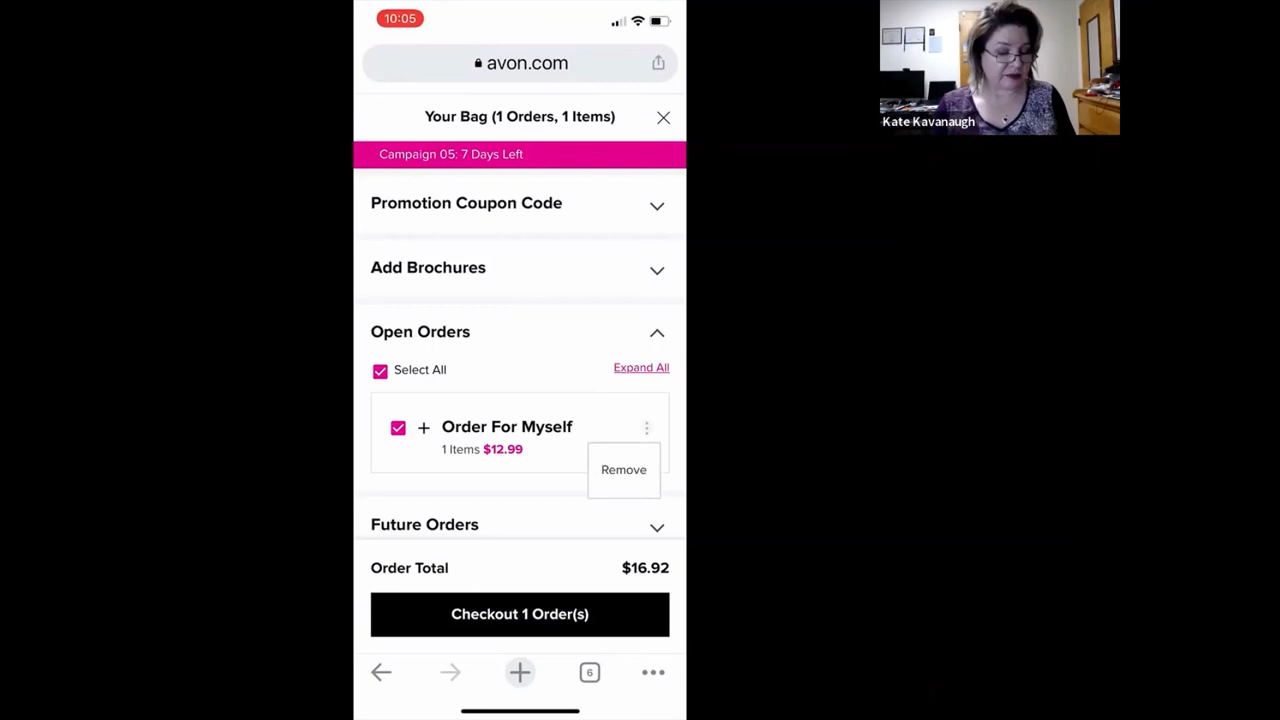 10:05
avon.com
Your Bag (1 Orders, 1 Items)
Campaign 05: 7 Days Left
Promotion Coupon Code
Add Brochures
Open Orders
Select All
Expand All
Order For Myself
1 Items $12.99
Remove
Future Orders
Order Total
$16.92
Checkout 1 Order(s)
6
Kate Kavanaugh